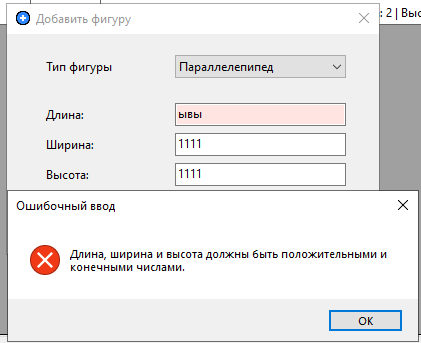 Добавить фигуру
: 2 | Выс
Тип фигуры
Параллелепипед
Длина:
ывы
Ширина:
1111
Высота:
1111
Ошибочный ввод
Длина, ширина и высота должны быть положительными и
конечными числами.
OK